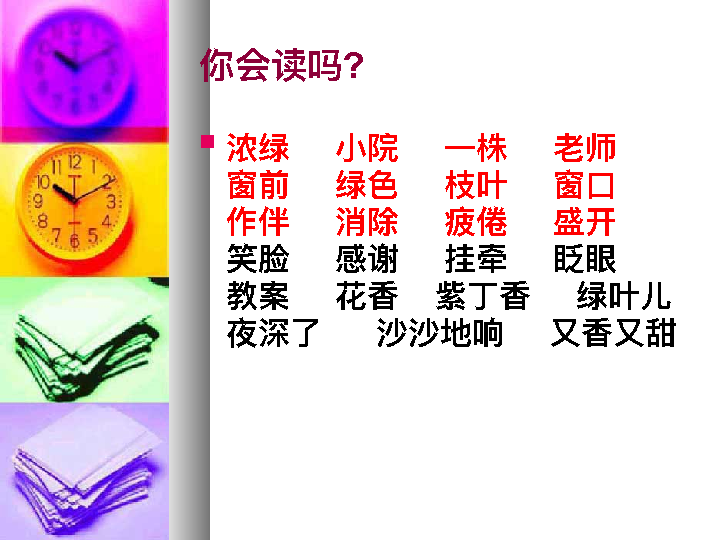 你会读吗?
浓绿 小院 一株 老师
窗前 绿色 枝叶 窗口
作伴 消除 疲倦 盛开
笑脸 感谢 挂牵 眨眼
教案 花香 紫丁香 绿叶儿
夜深了 沙沙地响 又香又甜